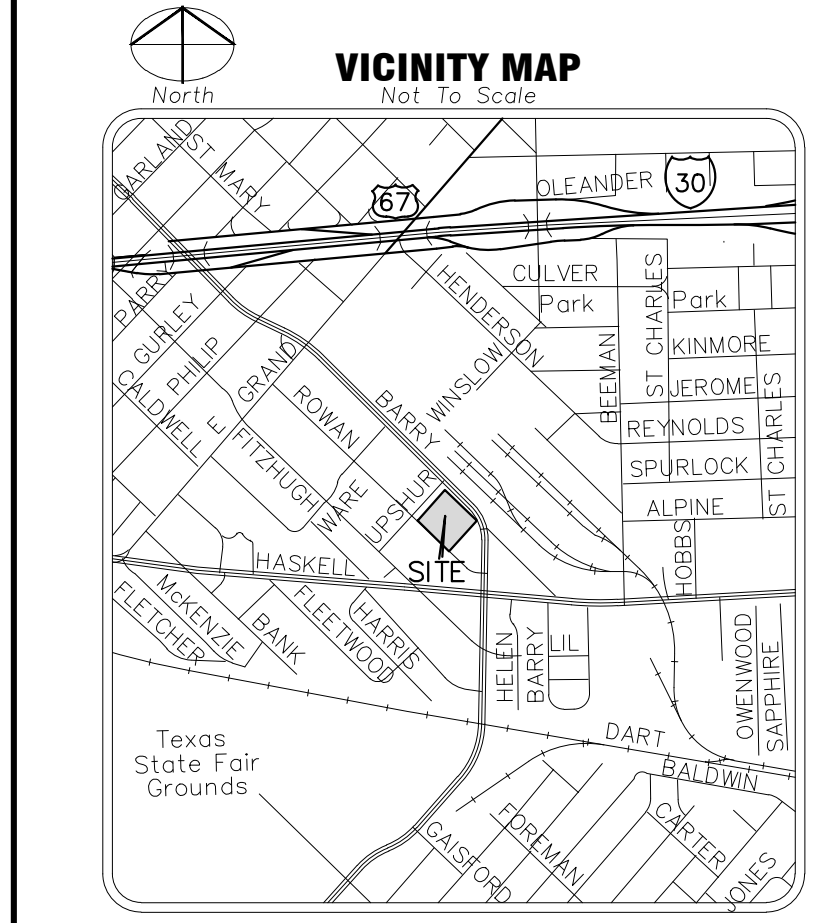 VICINITY MAP
North
Not To Scale
GARLAND
ST MARY
67
OLEANDER
30
PARRY
GURLEY
PHILIP
CALDWELL
E GRAND
HENDERSON
CULVER
Park
ST CHARLES
Park
KINMORE
WINSLOW
BEEMAN
JEROME
ROWAN
BARRY
REYNOLDS
ST CHARLES
FITZHUGH
SPURLOCK
WARE
UPSHUR
ALPINE
SITE
HOBBS
HASKELL
McKENZIE
FLETCHER
BANK
FLEETWOOD
HARRIS
HELEN
BARRY
LIL
OWENWOOD
SAPPHIRE
Texas
State Fair
Grounds
DART
BALDWIN
GAISFORD
FOREMAN
CARTER
JONES